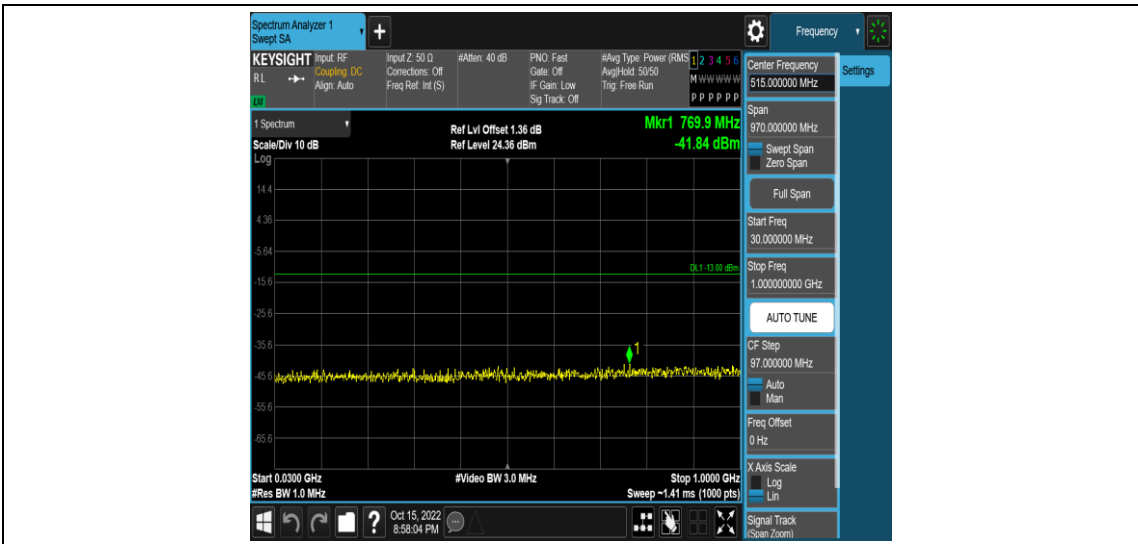 Spectrum Analyzer 1
Swept SA
Frequency
KEYSIGHT
RL
Input: RF
Coupling: DC
Align: Auto
Input Z: 50 Ω
Corrections: Off
Freq Ref: Int (S)
#Atten: 40 dB
PNO: Fast
Gate: Off
IF Gain: Low
Sig Track: Off
#Avg Type: Power (RMS
Avg|Hold: 50/50
Trig: Free Run
1 2 3 4 5 6
M W W W W W
P P P P P P
1 Spectrum
Scale/Div 10 dB
Ref Lvl Offset 1.36 dB
Ref Level 24.36 dBm
Mkr1 769.9 MHz
-41.84 dBm
Log
14.4
4.36
-5.64
DL1 -13.00 dBm
-15.6
-25.6
-35.6
1
-45.6
-55.6
-65.6
Start 0.0300 GHz
#Res BW 1.0 MHz
#Video BW 3.0 MHz
Stop 1.0000 GHz
Sweep ~1.41 ms (1000 pts)
Oct 15, 2022
8:58:04 PM
Center Frequency
515.000000 MHz
Settings
Span
970.000000 MHz
Swept Span
Zero Span
Full Span
Start Freq
30.000000 MHz
Stop Freq
1.000000000 GHz
AUTO TUNE
CF Step
97.000000 MHz
Auto
Man
Freq Offset
0 Hz
X Axis Scale
Log
Lin
Signal Track
(Span Zoom)